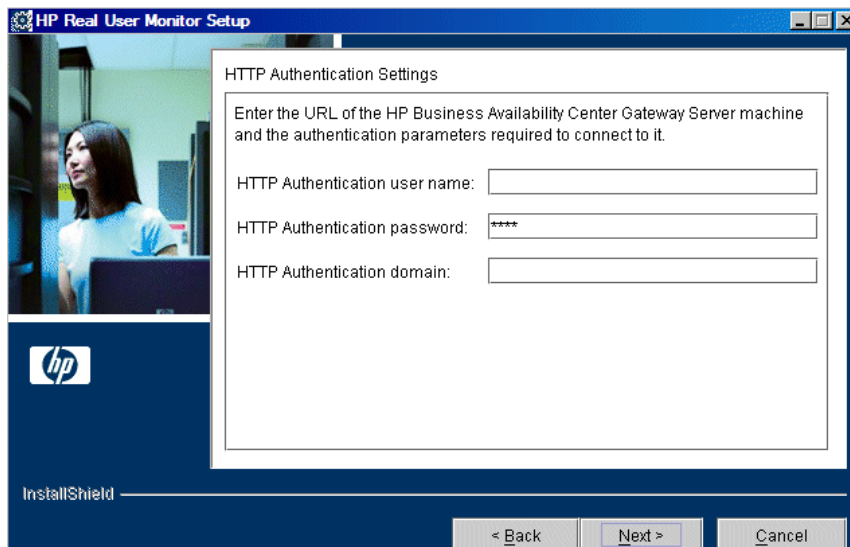 HP Real User Monitor Setup
HTTP Authentication Settings
Enter the URL of the HP Business Availability Center Gateway Server machine
and the authentication parameters required to connect to it.
HTTP Authentication user name:
HTTP Authentication password: ****
HTTP Authentication domain:
hp
InstallShield
< Back Next > Cancel